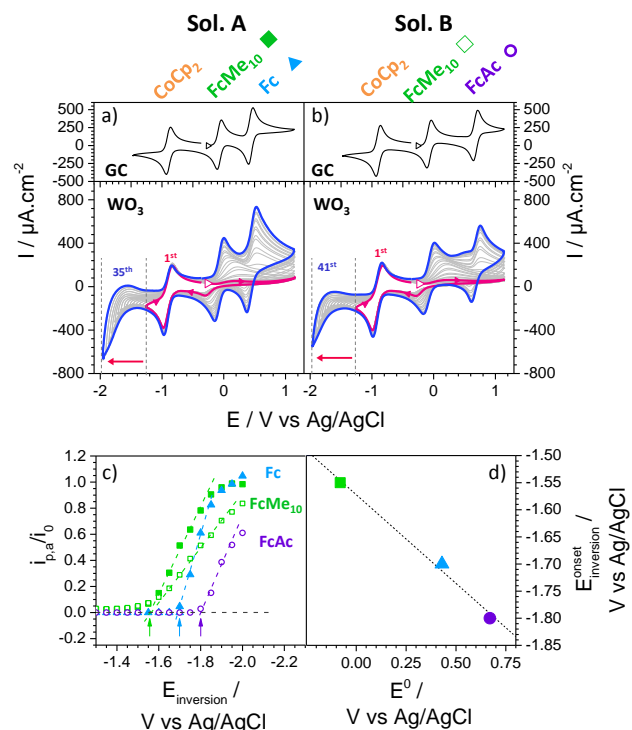 Sol. A
Sol. B
CoCp₂
FcMe₁₀
Fc
CoCp₂
FcMe₁₀
FcAc
I / µA.cm⁻²
500
250
0
-250
-500
a)
GC
b)
GC
500
250
0
-250
-500
800
400
0
-400
-800
WO₃
35ᵗʰ
1ˢᵗ
WO₃
41ˢᵗ
1ˢᵗ
I / µA.cm⁻²
800
400
0
-400
-800
-2 -1 0 1 -2 -1 0 1
E / V vs Ag/AgCl
c)
iₚ,ₐ/i₀
1.2
1.0
0.8
0.6
0.4
0.2
0.0
-0.2
Fc
FcMe₁₀
FcAc
-1.4 -1.6 -1.8 -2.0 -2.2
E inversion /
V vs Ag/AgCl
d)
-1.50
-1.55
-1.60
-1.65
-1.70
-1.75
-1.80
-1.85
E onset inversion /
V vs Ag/AgCl
0.00 0.25 0.50 0.75
E⁰ /
V vs Ag/AgCl